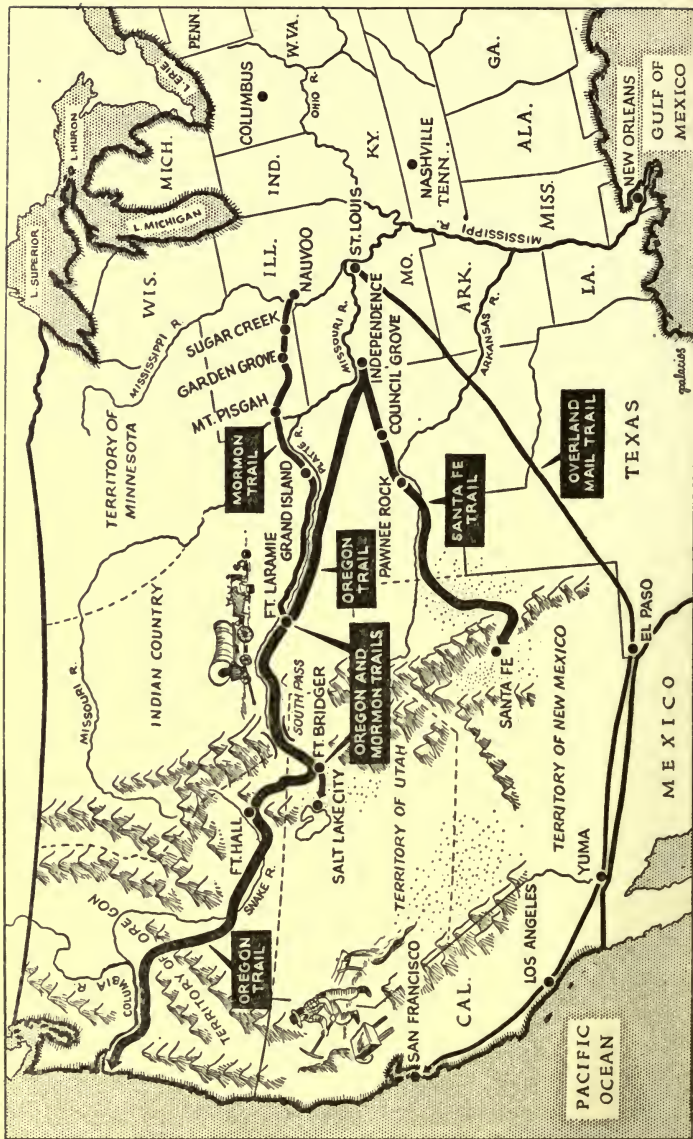 L. SUPERIOR
L. HURON
L. MICHIGAN
L. ERIE
PENN.
MICH.
WIS.
COLUMBUS
W. VA.
OHIO R.
IND.
ILL.
KY.
NASHVILLE
TENN.
GA.
ALA.
MISS.
MISSISSIPPI R.
NEW ORLEANS
GULF OF
MEXICO
LA.
ARK.
ARKANSAS R.
MO.
ST. LOUIS
MISSOURI R.
INDEPENDENCE
COUNCIL GROVE
PAWNEE ROCK
SANTA FE
TRAIL
OVERLAND
MAIL TRAIL
TEXAS
palacios
NAUVOO
SUGAR CREEK
GARDEN GROVE
MT. PISGAH
MISSISSIPPI R.
TERRITORY OF
MINNESOTA
MORMON
TRAIL
PLATTE R.
GRAND ISLAND
FT. LARAMIE
OREGON
TRAIL
OREGON AND
MORMON TRAILS
INDIAN COUNTRY
MISSOURI R.
SOUTH PASS
FT. BRIDGER
SALT LAKE CITY
TERRITORY OF UTAH
SANTA FE
TERRITORY OF NEW MEXICO
EL PASO
MEXICO
YUMA
LOS ANGELES
CAL.
SAN FRANCISCO
PACIFIC
OCEAN
FT. HALL
SNAKE R.
OREGON
TRAIL
TERRITORY OF OREGON
COLUMBIA R.